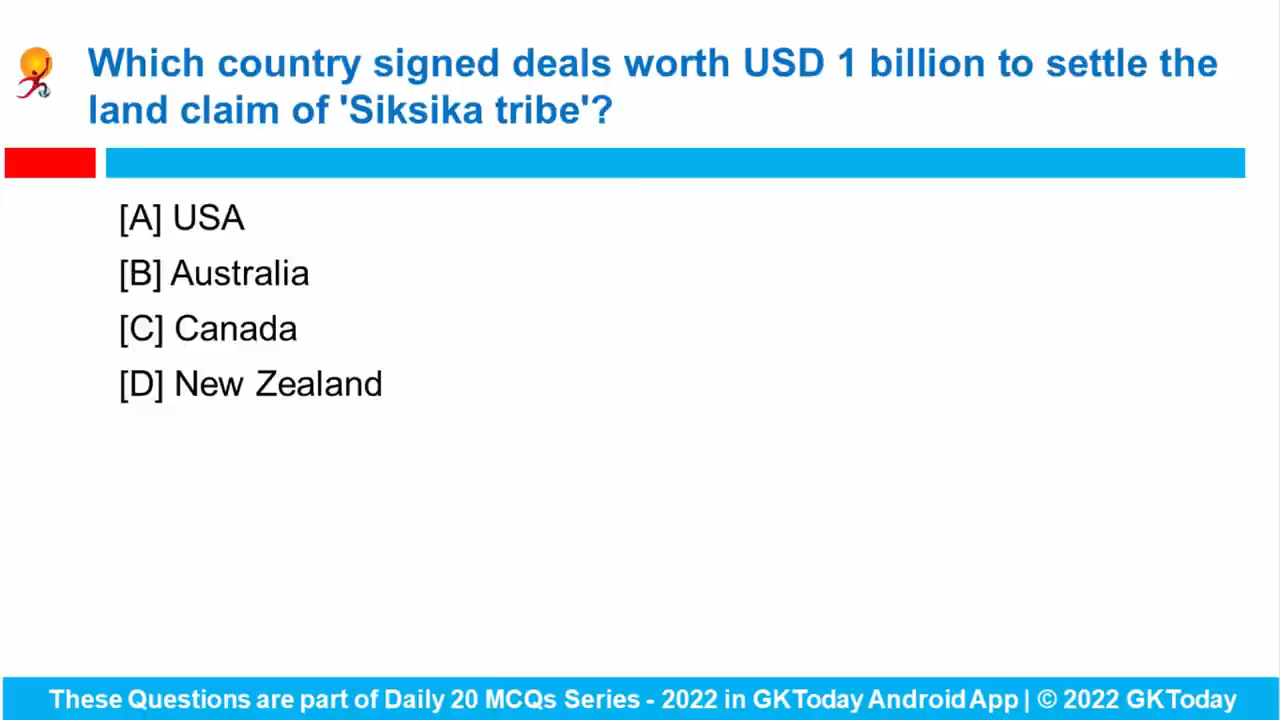 Which country signed deals worth USD 1 billion to settle the
land claim of 'Siksika tribe'?
[A] USA
[B] Australia
[C] Canada
[D] New Zealand
These Questions are part of Daily 20 MCQs Series - 2022 in GKToday Android App | © 2022 GKToday